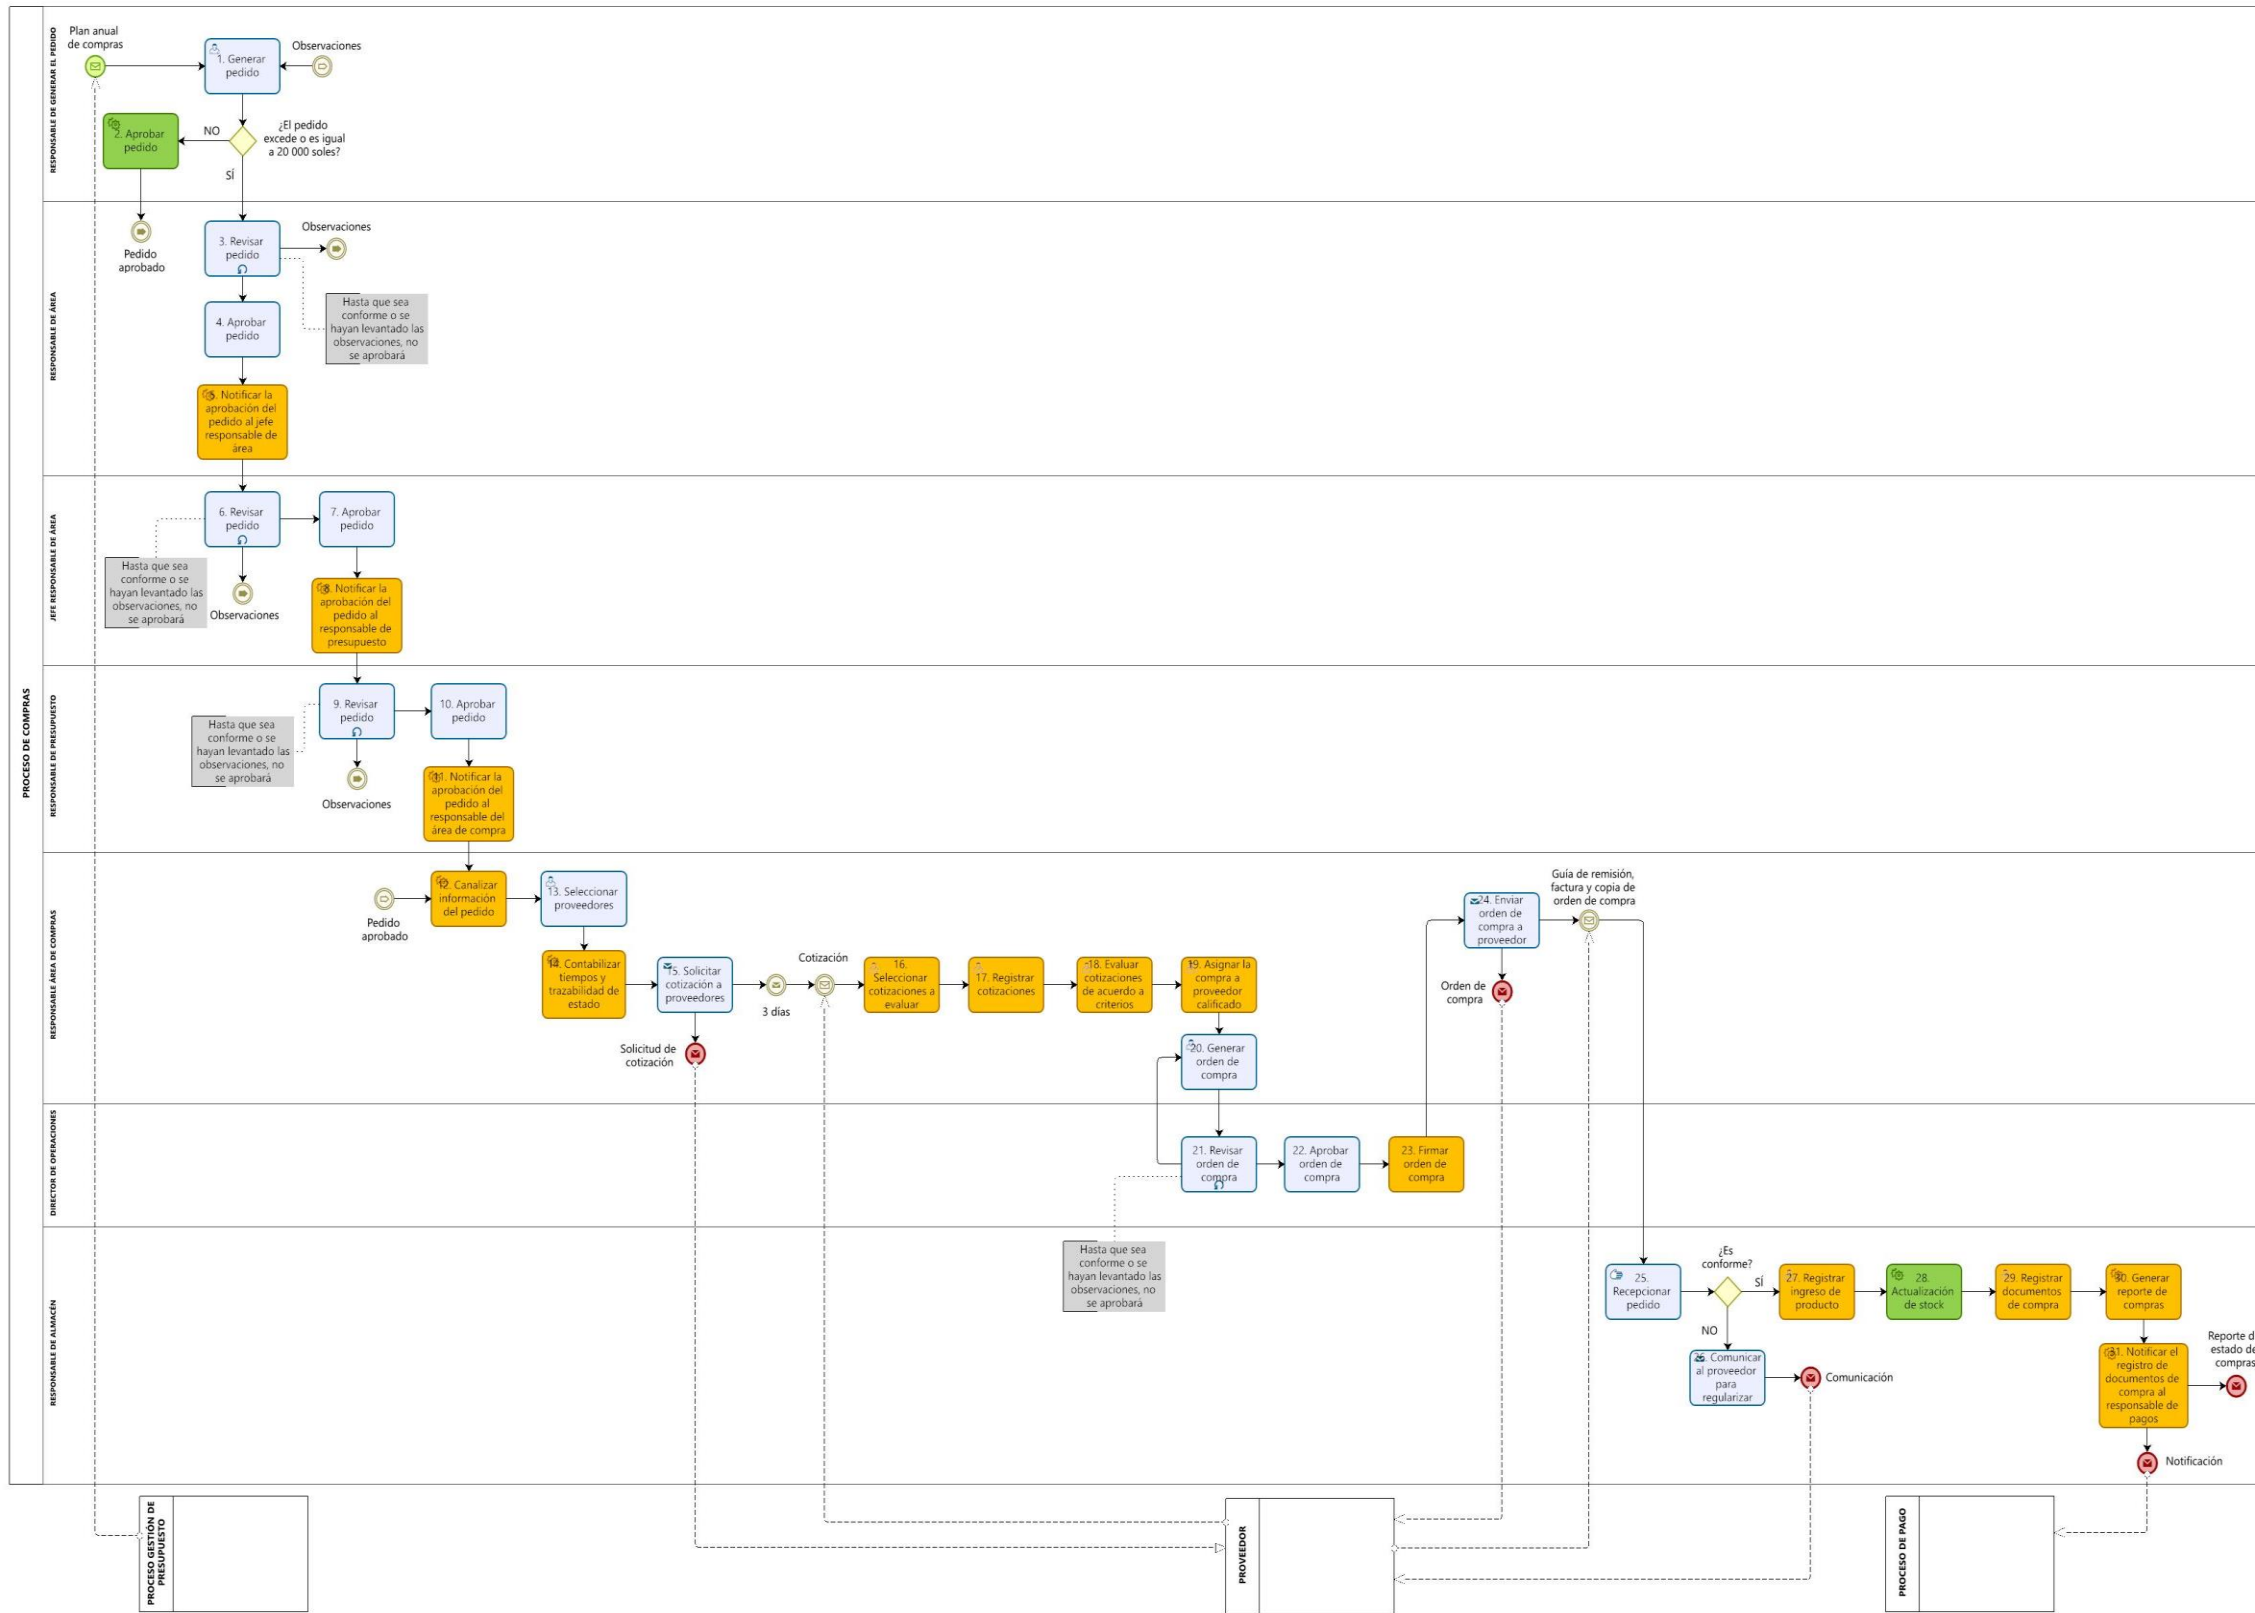 PROCESO DE COMPRAS
RESPONSABLE DE GENERAR EL PEDIDO
Plan anual
de compras
1. Generar
pedido
Observaciones
2. Aprobar
pedido
NO
¿El pedido
excede o es igual
a 20 000 soles?
SÍ
RESPONSABLE DE ÁREA
Pedido
aprobado
3. Revisar
pedido
Observaciones
Hasta que sea
conforme o se
hayan levantado las
observaciones, no
se aprobará
4. Aprobar
pedido
5. Notificar la
aprobación del
pedido al jefe
responsable de
área
JEFE RESPONSABLE DE ÁREA
6. Revisar
pedido
7. Aprobar
pedido
Hasta que sea
conforme o se
hayan levantado las
observaciones, no
se aprobará
Observaciones
8. Notificar la
aprobación del
pedido al
responsable de
presupuesto
RESPONSABLE DE PRESUPUESTO
9. Revisar
pedido
10. Aprobar
pedido
Hasta que sea
conforme o se
hayan levantado las
observaciones, no
se aprobará
Observaciones
11. Notificar la
aprobación del
pedido al
responsable del
área de compra
RESPONSABLE ÁREA DE COMPRAS
Pedido
aprobado
12. Canalizar
información
del pedido
13. Seleccionar
proveedores
14. Contabilizar
tiempos y
trazabilidad de
estado
15. Solicitar
cotización a
proveedores
Solicitud de
cotización
3 días
Cotización
16.
Seleccionar
cotizaciones a
evaluar
17. Registrar
cotizaciones
18. Evaluar
cotizaciones
de acuerdo a
criterios
19. Asignar la
compra a
proveedor
calificado
20. Generar
orden de
compra
24. Enviar
orden de
compra a
proveedor
Orden de
compra
Guía de remisión,
factura y copia de
orden de compra
DIRECTOR DE OPERACIONES
21. Revisar
orden de
compra
22. Aprobar
orden de
compra
23. Firmar
orden de
compra
RESPONSABLE DE ALMACÉN
Hasta que sea
conforme o se
hayan levantado las
observaciones, no
se aprobará
25.
Recepcionar
pedido
¿Es
conforme?
SÍ
NO
26. Comunicar
al proveedor
para
regularizar
Comunicación
27. Registrar
ingreso de
producto
28.
Actualización
de stock
29. Registrar
documentos
de compra
30. Generar
reporte de
compras
31. Notificar el
registro de
documentos de
compra al
responsable de
pagos
Reporte d
estado de
compras
Notificación
PROCESO GESTIÓN DE
PRESUPUESTO
PROVEEDOR
PROCESO DE PAGO